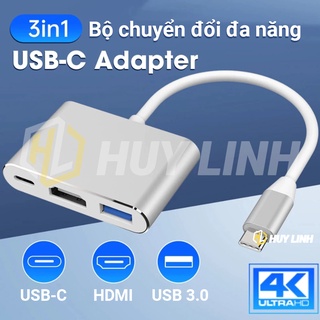 3in1 Bộ chuyển đổi đa năng
USB-C Adapter
HUY LINH
HUY LINH
USB-C HDMI USB 3.0
4K
ULTRA HD